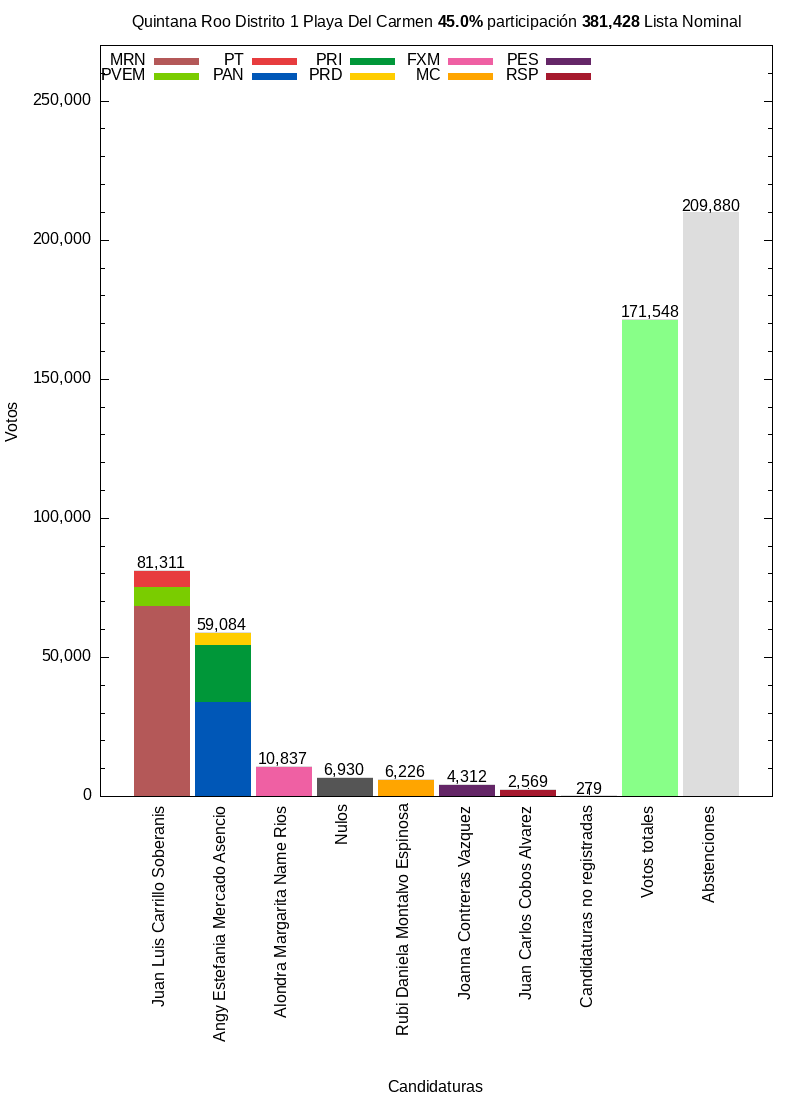 Quintana Roo Distrito 1 Playa Del Carmen 45.0% participación 381,428 Lista Nominal
MRN PT PRI FXM PES
PVEM PAN PRD MC RSP
250,000
200,000
150,000
100,000
50,000
0
Votos
81,311
59,084
10,837
6,930
6,226
4,312
2,569
279
171,548
209,880
Juan Luis Carrillo Soberanis
Angy Estefania Mercado Asencio
Alondra Margarita Name Rios
Nulos
Rubi Daniela Montalvo Espinosa
Joanna Contreras Vazquez
Juan Carlos Cobos Alvarez
Candidaturas no registradas
Votos totales
Abstenciones
Candidaturas